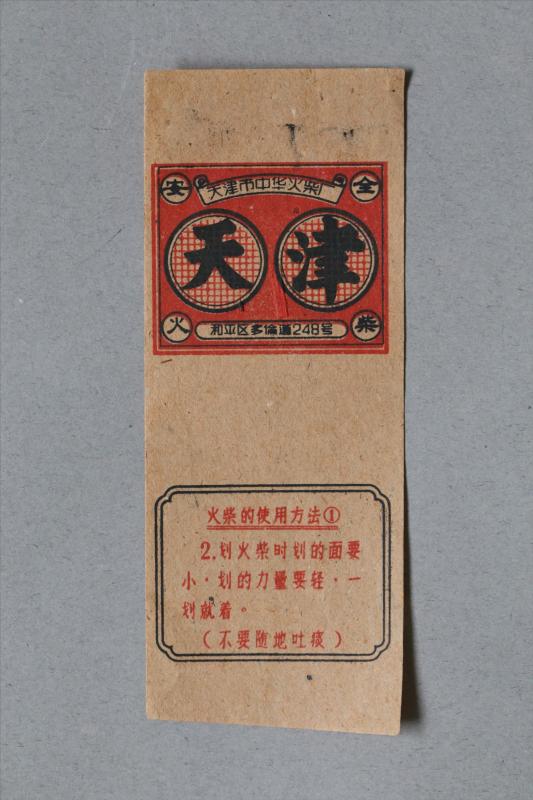 安 全
天津市中华火柴厂
天 津
火 柴
和平区多倫道248号
火柴的使用方法①
2.划火柴时划的面要
小·划的力量要轻·一
划就着。
(不要随地吐痰)